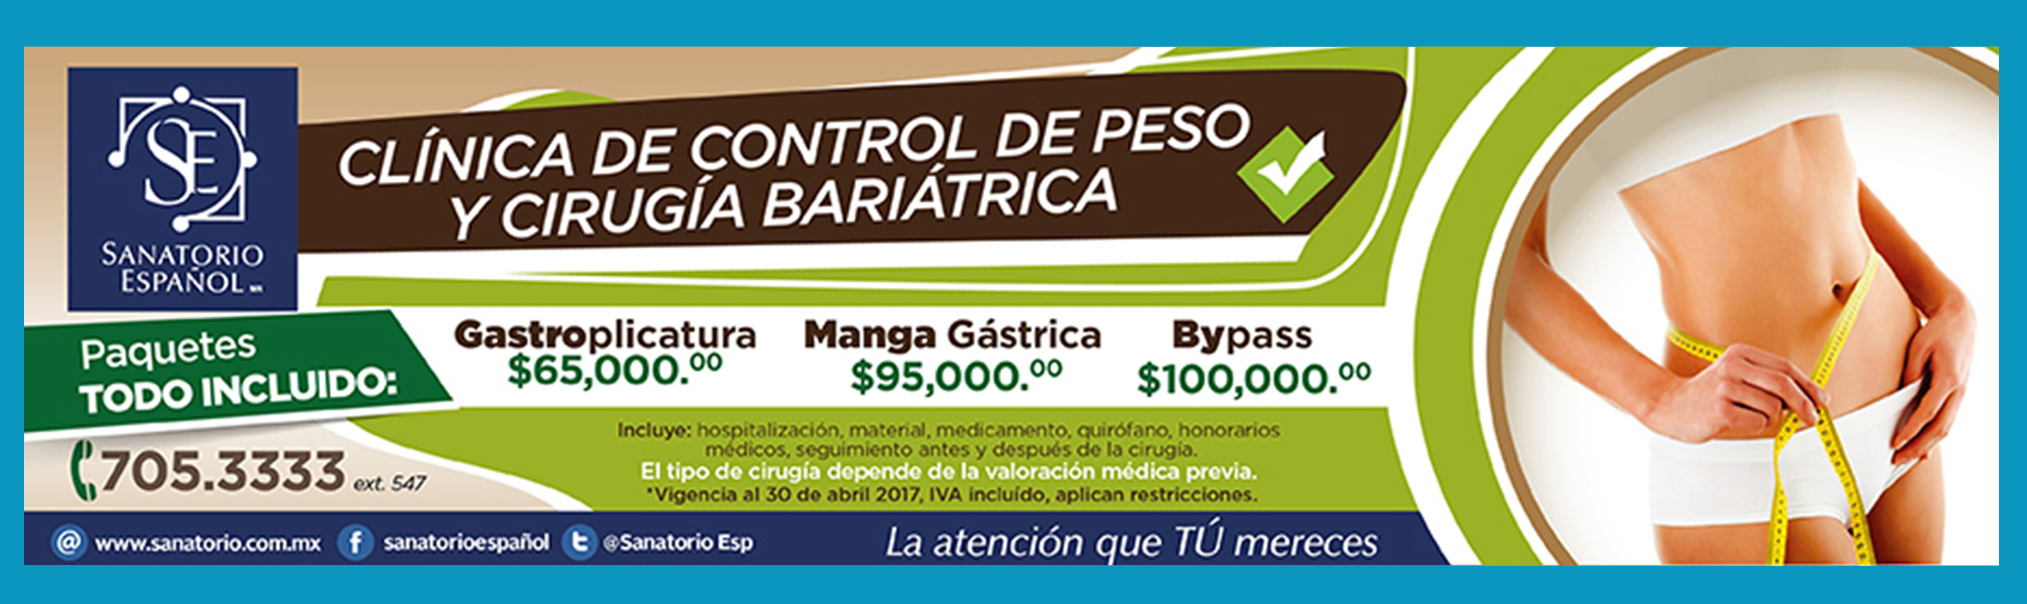 SE
SANATORIO
ESPAÑOL
CLÍNICA DE CONTROL DE PESO
Y CIRUGÍA BARIÁTRICA
Paquetes
TODO INCLUIDO:
Gastroplicatura
$65,000.00
Manga Gástrica
$95,000.00
Bypass
$100,000.00
Incluye: hospitalización, material, medicamento, quirófano, honorarios
médicos, seguimiento antes y después de la cirugía.
El tipo de cirugía depende de la valoración médica previa.
*Vigencia al 30 de abril 2017, IVA incluído, aplican restricciones.
705.3333 ext. 547
@ www.sanatorio.com.mx f sanatorioespañol t @Sanatorio Esp
La atención que TÚ mereces